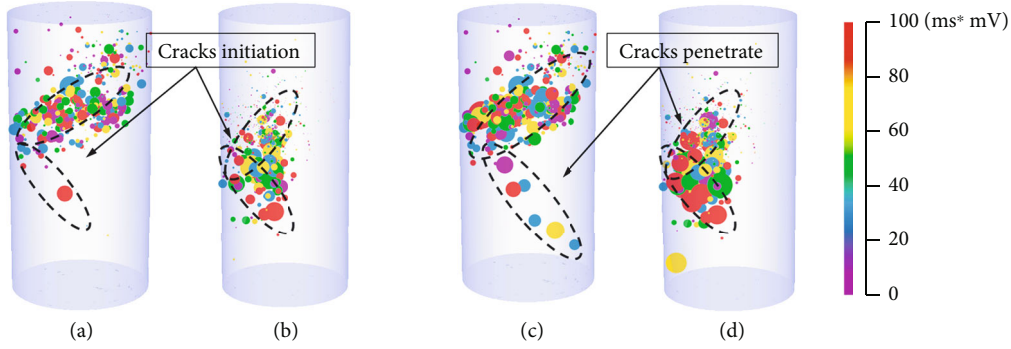 Cracks initiation
Cracks penetrate
100 (ms* mV)
80
60
40
20
0
(a)
(b)
(c)
(d)